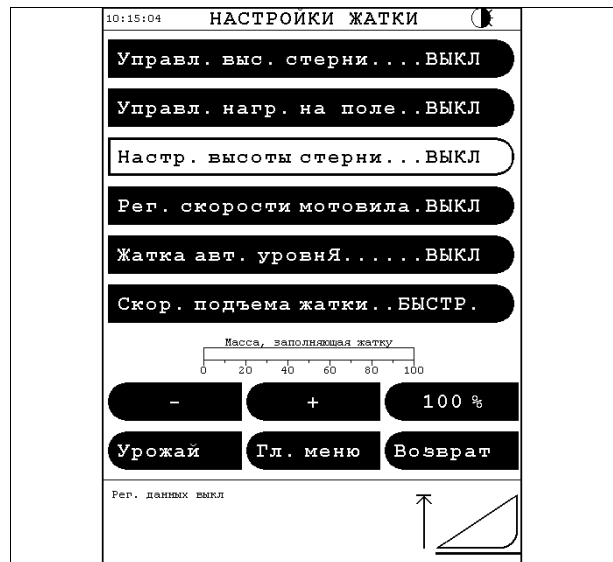 10:15:04 НАСТРОЙКИ ЖАТКИ
Управл. выс. стерни....ВЫКЛ
Управл. нагр. на поле..ВЫКЛ
Настр. высоты стерни...ВЫКЛ
Рег. скорости мотовила.ВЫКЛ
Жатка авт. уровнЯ......ВЫКЛ
Скор. подъема жатки..БЫСТР.
Масса, заполняющая жатку
0 20 40 60 80 100
- + 100 %
Урожай Гл. меню Возврат
Рег. данных выкл